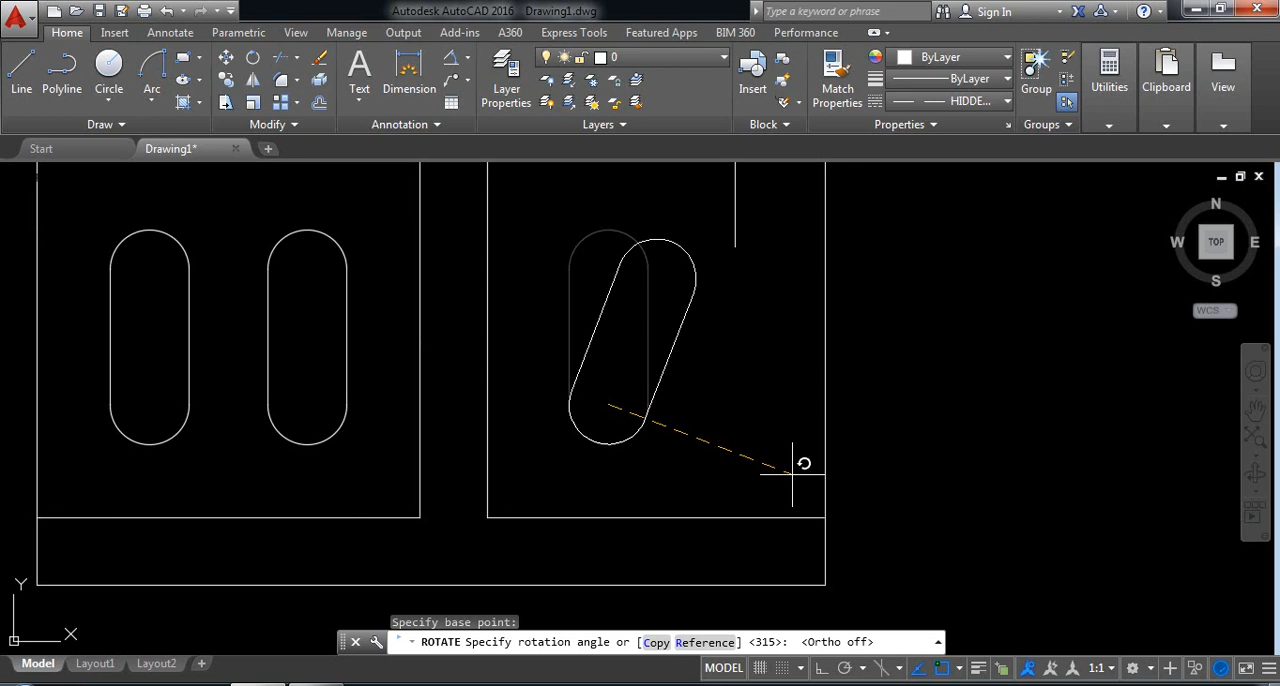 Autodesk AutoCAD 2016 Drawing1.dwg
Type a keyword or phrase
Sign In
Home Insert Annotate Parametric View Manage Output Add-ins A360 Express Tools Featured Apps BIM 360 Performance
Line Polyline Circle Arc
Draw
Modify
Text Dimension
Annotation
Layer Properties
0
Layers
Insert
Block
Match Properties
ByLayer
ByLayer
HIDDE...
Properties
Group
Groups
Utilities
Clipboard
View
Start Drawing1*
N
W TOP E
S
WCS
Y
X
Specify base point:
ROTATE Specify rotation angle or [Copy Reference] <315>: <Ortho off>
Model Layout1 Layout2 +
MODEL 1:1